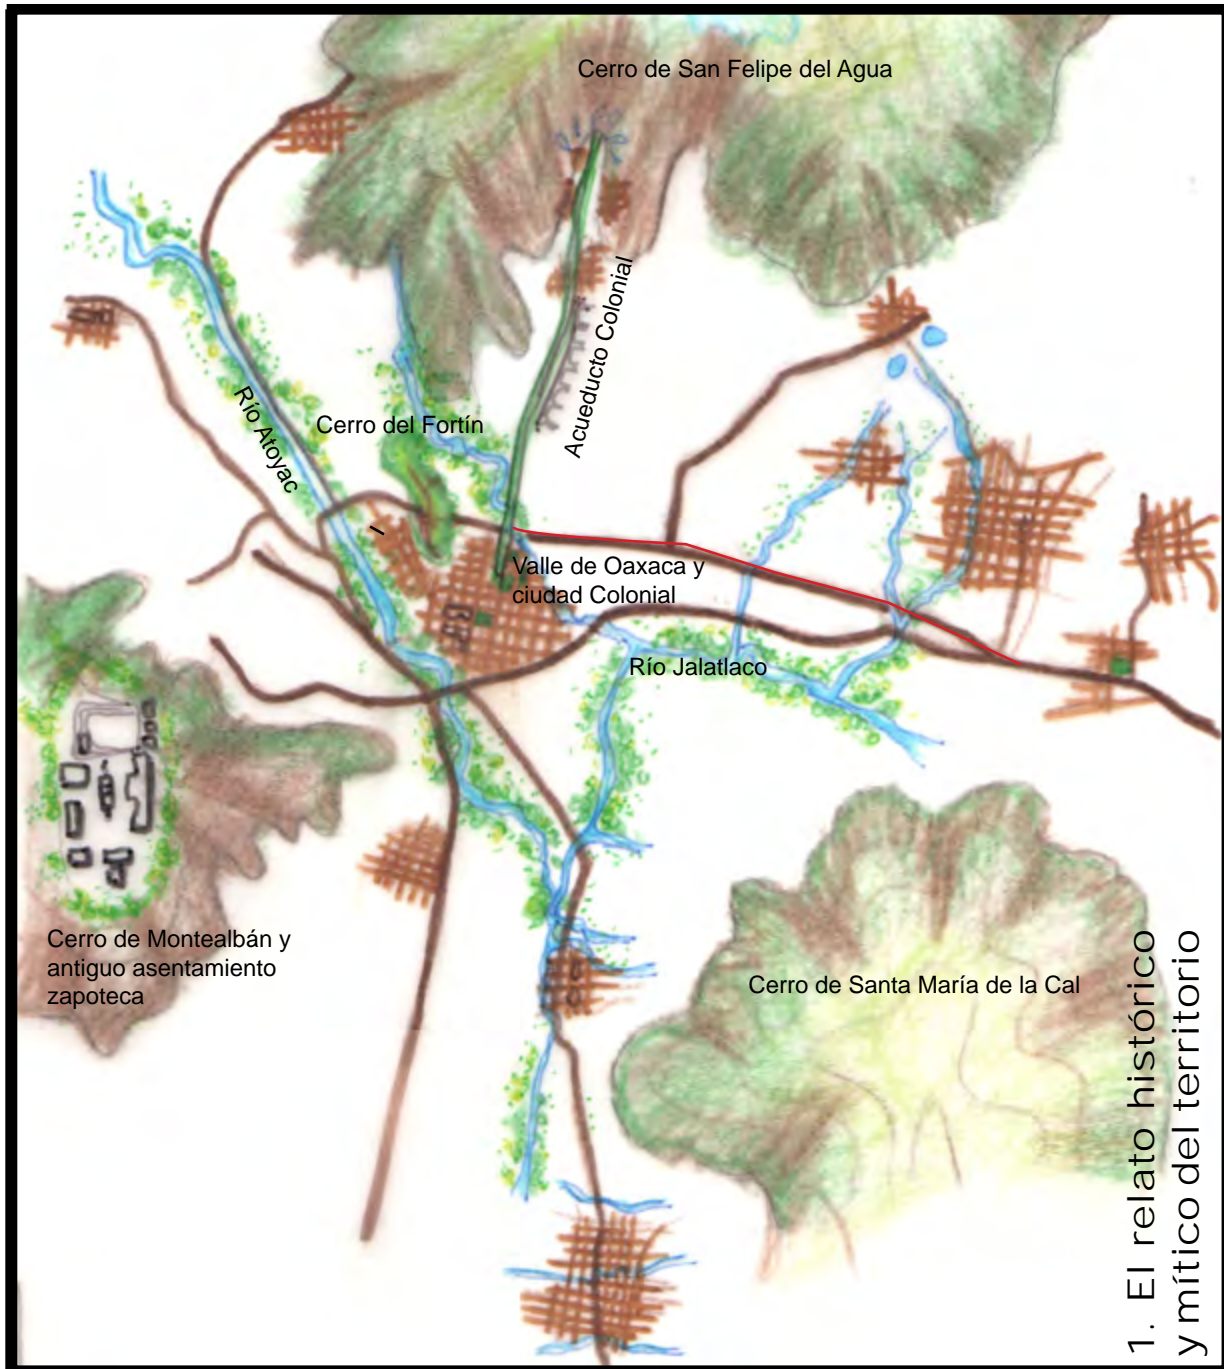 Cerro de San Felipe del Agua
Acueducto Colonial
Río Atoyac
Cerro del Fortín
Valle de Oaxaca y
ciudad Colonial
Río Jalatlaco
Cerro de Montealbán y
antiguo asentamiento
zapoteca
Cerro de Santa María de la Cal
1. El relato histórico
y mítico del territorio